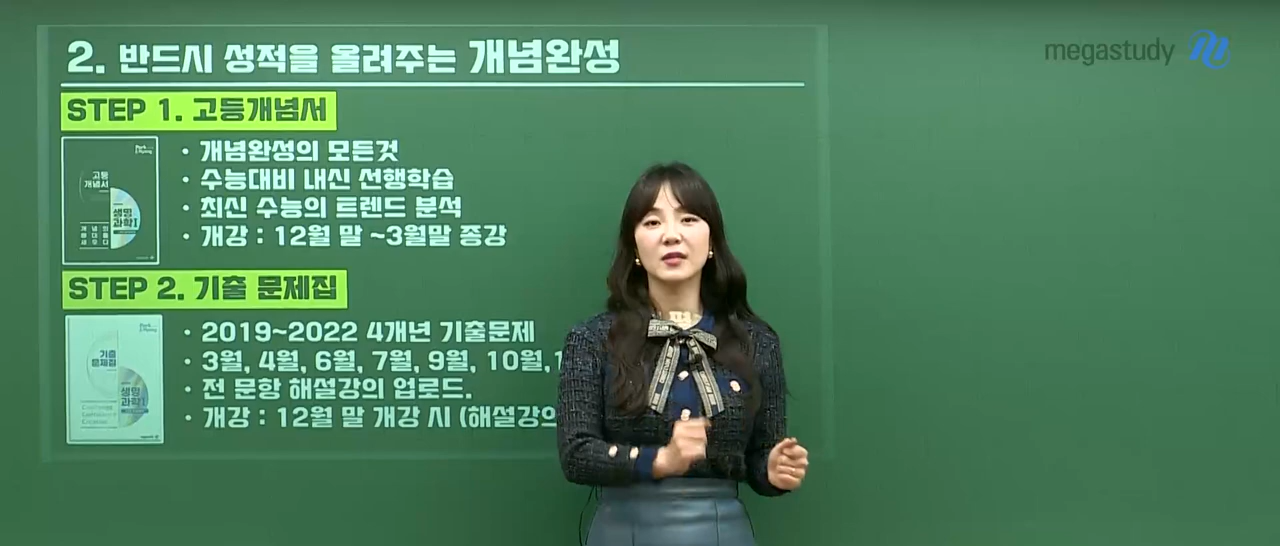 megastudy
2. 반드시 성적을 올려주는 개념완성
STEP 1. 고등개념서
• 개념완성의 모든것
• 수능대비 내신 선행학습
• 최신 수능의 트렌드 분석
• 개강 : 12월 말 ~3월말 종강
고등
개념서
생명
과학I
STEP 2. 기출 문제집
• 2019~2022 4개년 기출문제
• 3월, 4월, 6월, 7월, 9월, 10월, 1
• 전 문항 해설강의 업로드.
• 개강 : 12월 말 개강 시 (해설강의
기출
문제집
생명
과학I